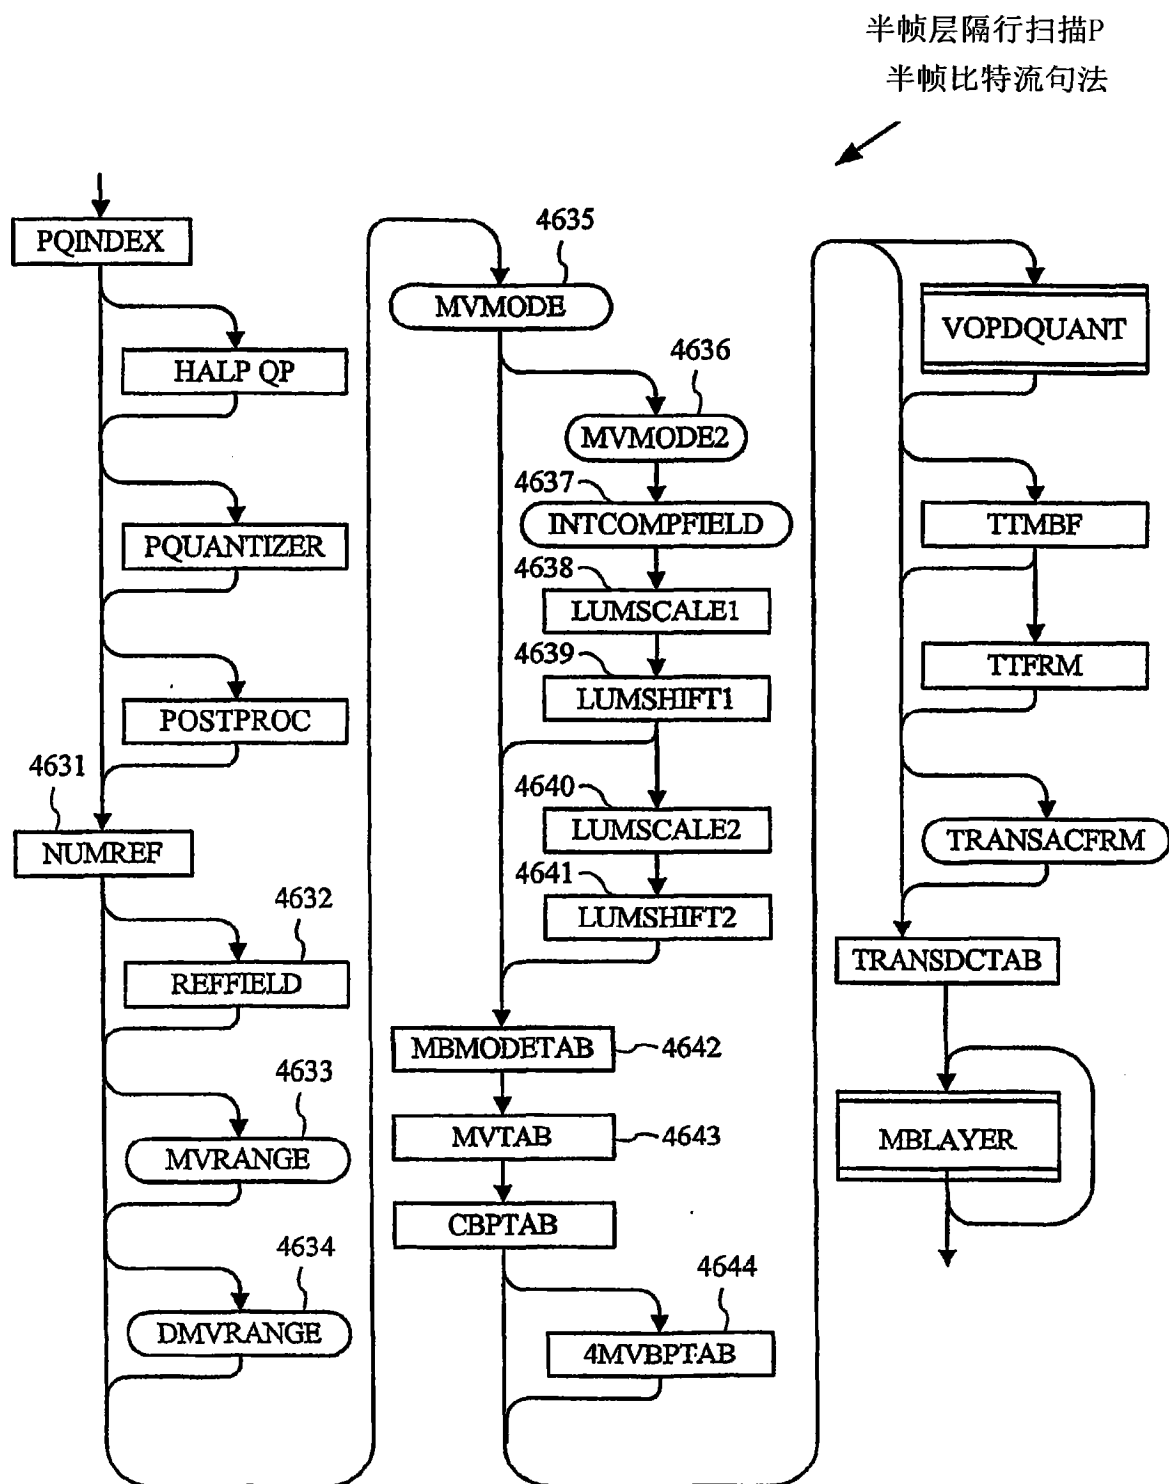 半帧层隔行扫描P
半帧比特流句法
PQINDEX
HALP QP
PQUANTIZER
POSTPROC
4631
NUMREF
4632
REFFIELD
4633
MVRANGE
4634
DMVRANGE
4635
MVMODE
4636
MVMODE2
4637
INTCOMPFIELD
4638
LUMSCALE1
4639
LUMSHIFT1
4640
LUMSCALE2
4641
LUMSHIFT2
MBMODETAB 4642
MVTAB 4643
CBPTAB
4644
4MVBPTAB
VOPDQUANT
TTMBF
TTFRM
TRANSACFRM
TRANSDCTAB
MBLAYER